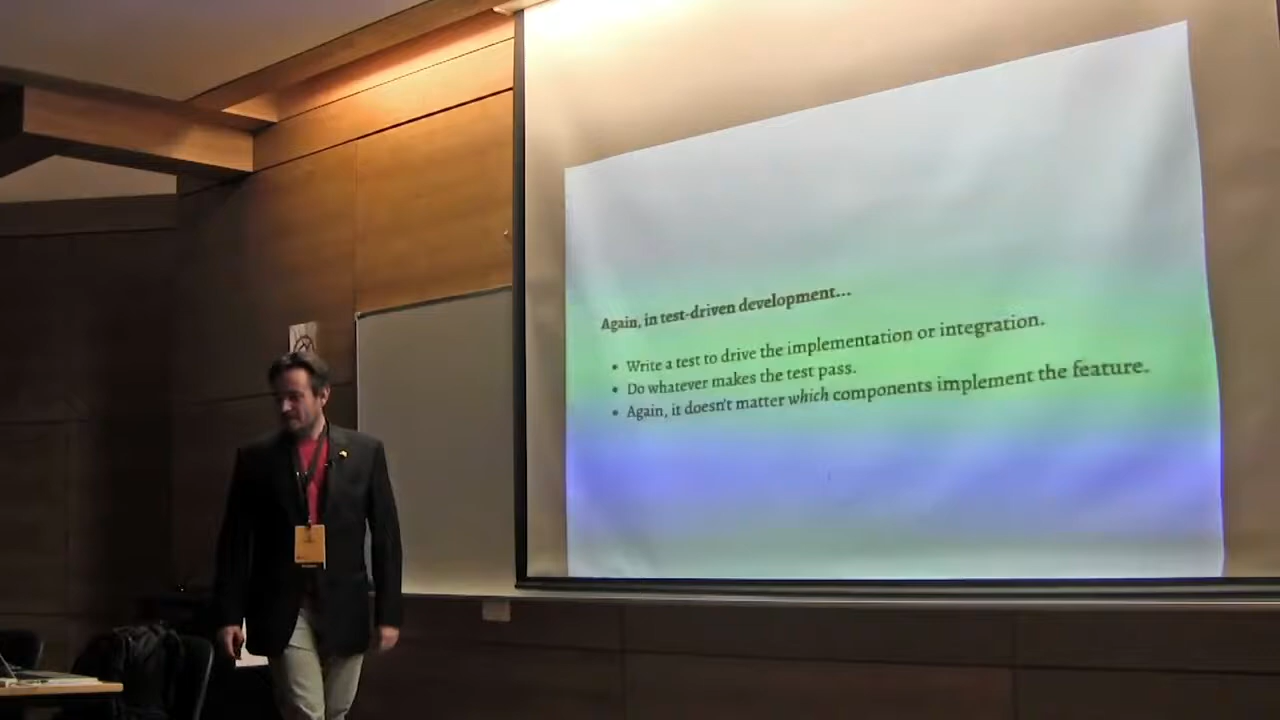 Again, in test-driven development...
• Write a test to drive the implementation or integration.
• Do whatever makes the test pass.
• Again, it doesn't matter which components implement the feature.